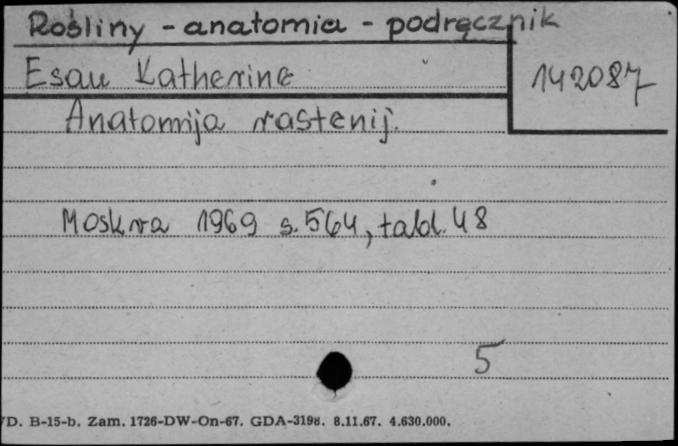 Rośliny - anatomia - podręcznik
Esau Katherine
142087
Anatomija rastenij.
Moskva 1969 s. 564, tabl. 48
5
/D. B-15-b. Zam. 1726-DW-On-67. GDA-3198. 8.11.67. 4.630.000.